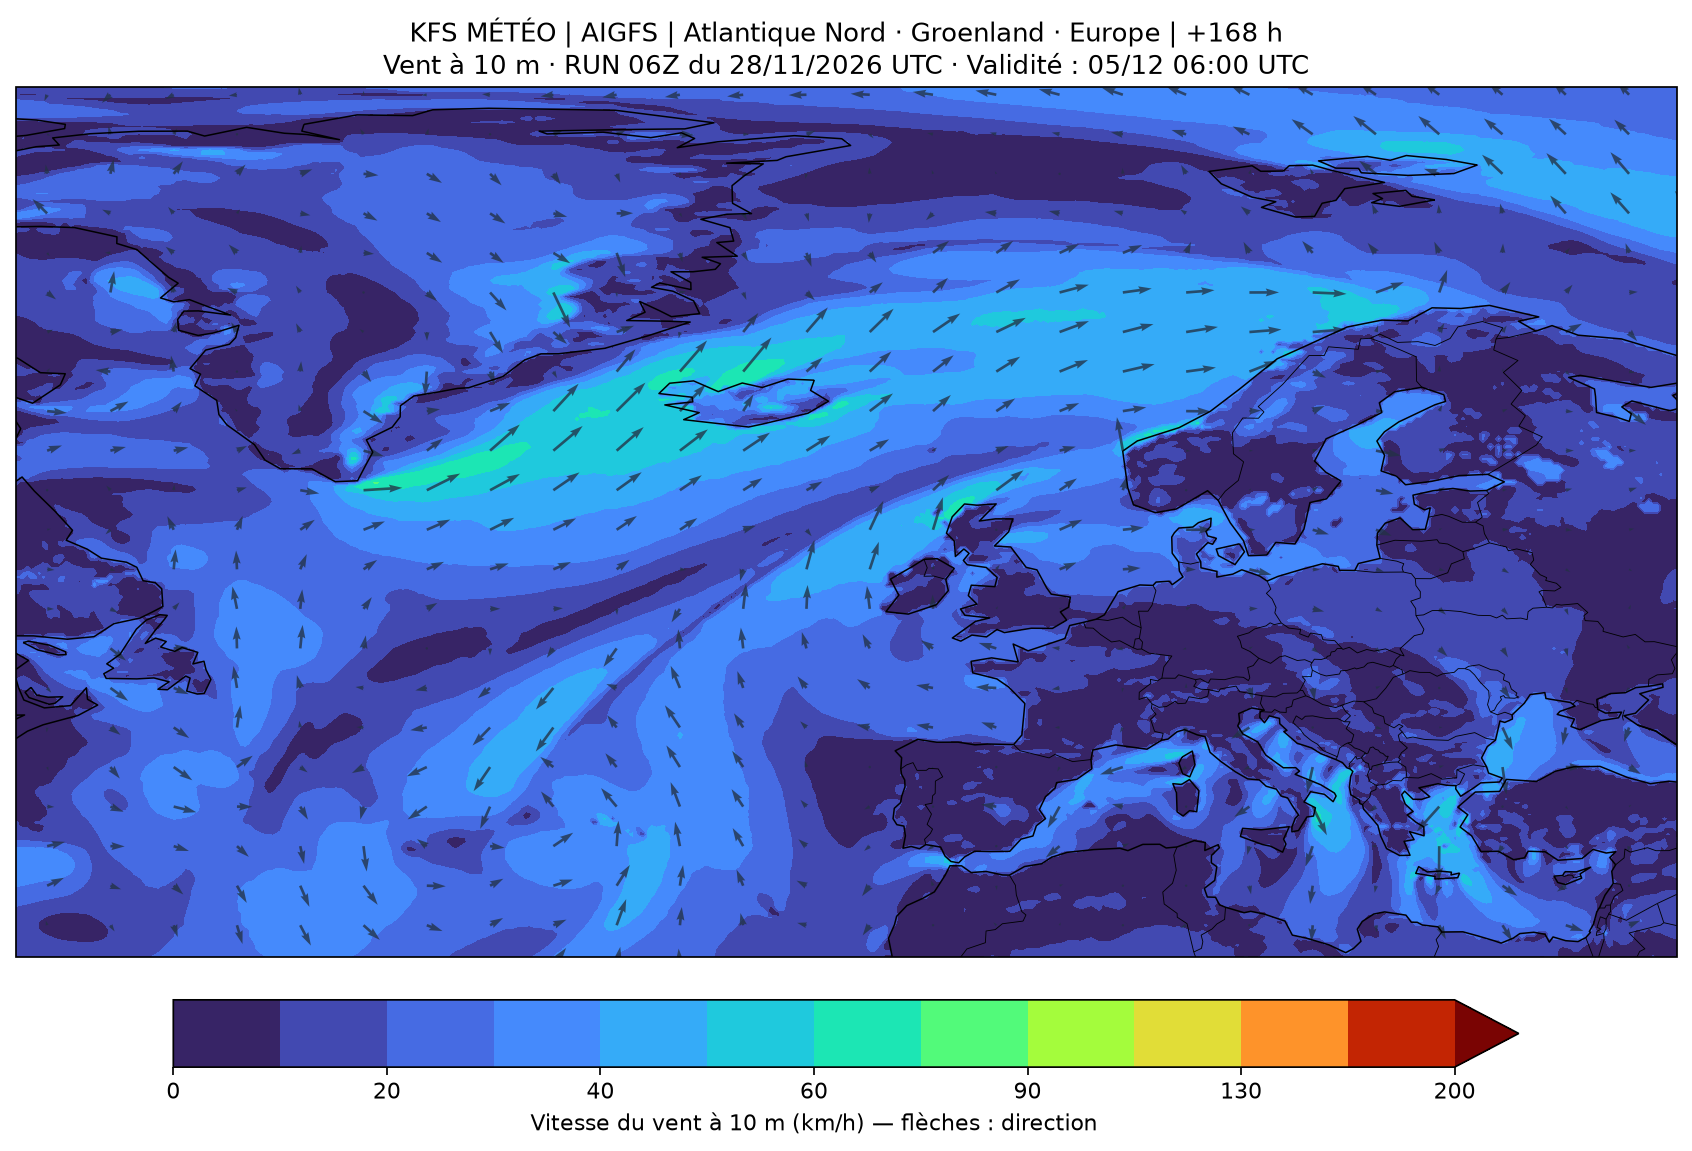 KFS MÉTÉO | AIGFS | Atlantique Nord · Groenland · Europe | +168 h
Vent à 10 m · RUN 06Z du 28/11/2026 UTC · Validité : 05/12 06:00 UTC
0 20 40 60 90 130 200
Vitesse du vent à 10 m (km/h) — flèches : direction